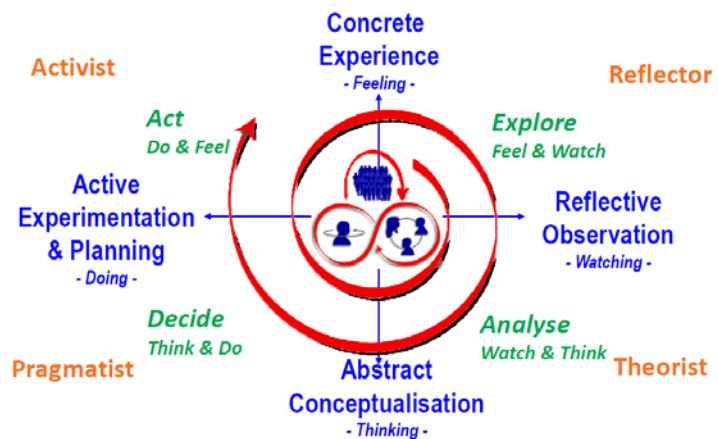 Concrete
Experience
- Feeling -
Activist
Reflector
Act
Do & Feel
Explore
Feel & Watch
Active
Experimentation
& Planning
- Doing -
Reflective
Observation
- Watching -
Decide
Think & Do
Analyse
Watch & Think
Pragmatist
Theorist
Abstract
Conceptualisation
- Thinking -